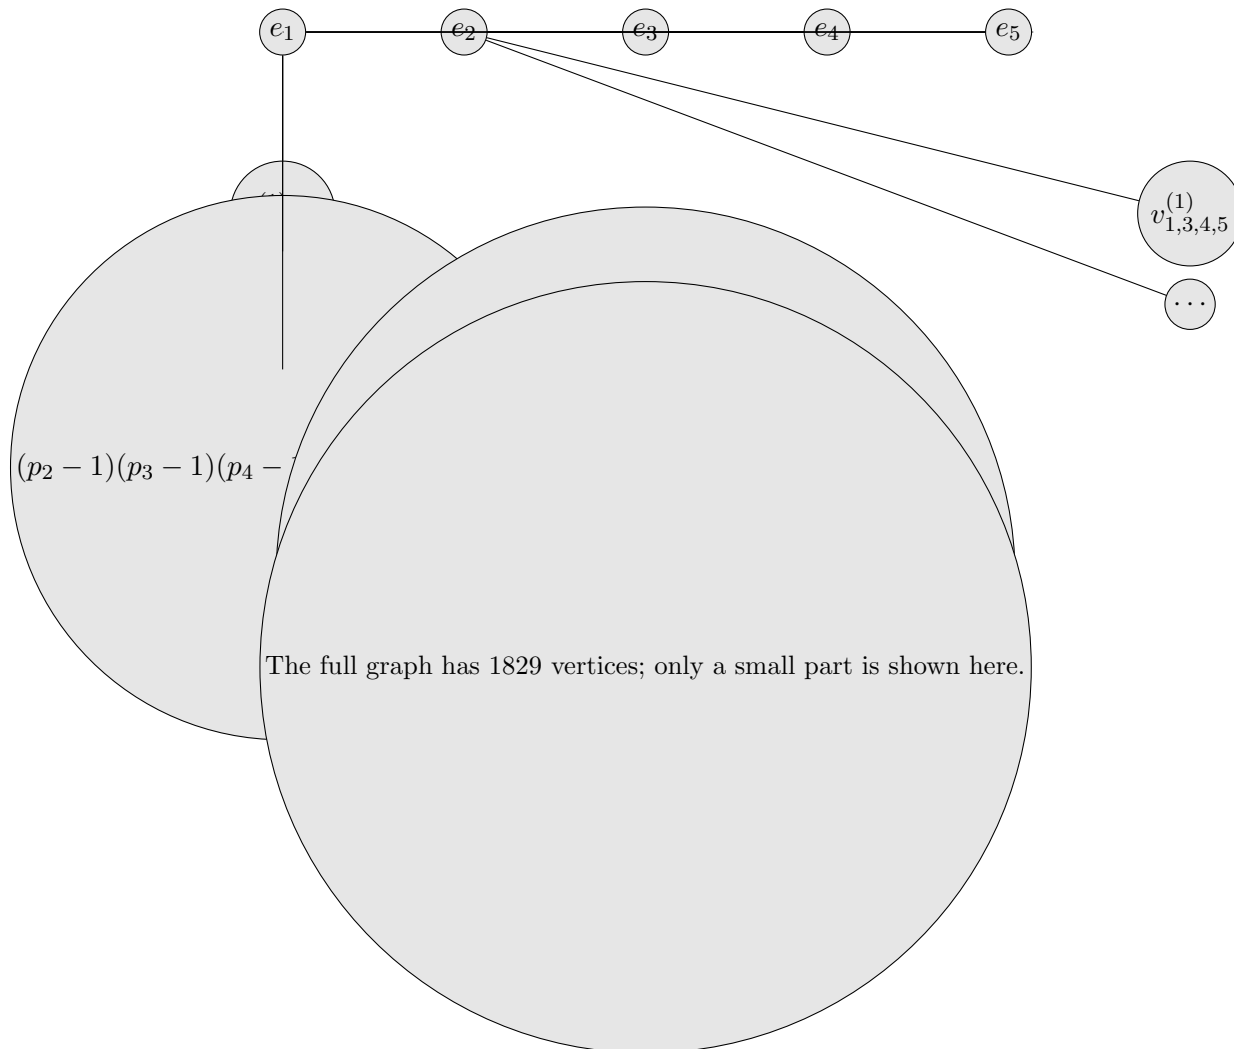 e₁ e₂ e₃ e₄ e₅
v₁,₃,₄,₅⁽¹⁾
⋯
(p₂ − 1)(p₃ − 1)(p₄ −
The full graph has 1829 vertices; only a small part is shown here.